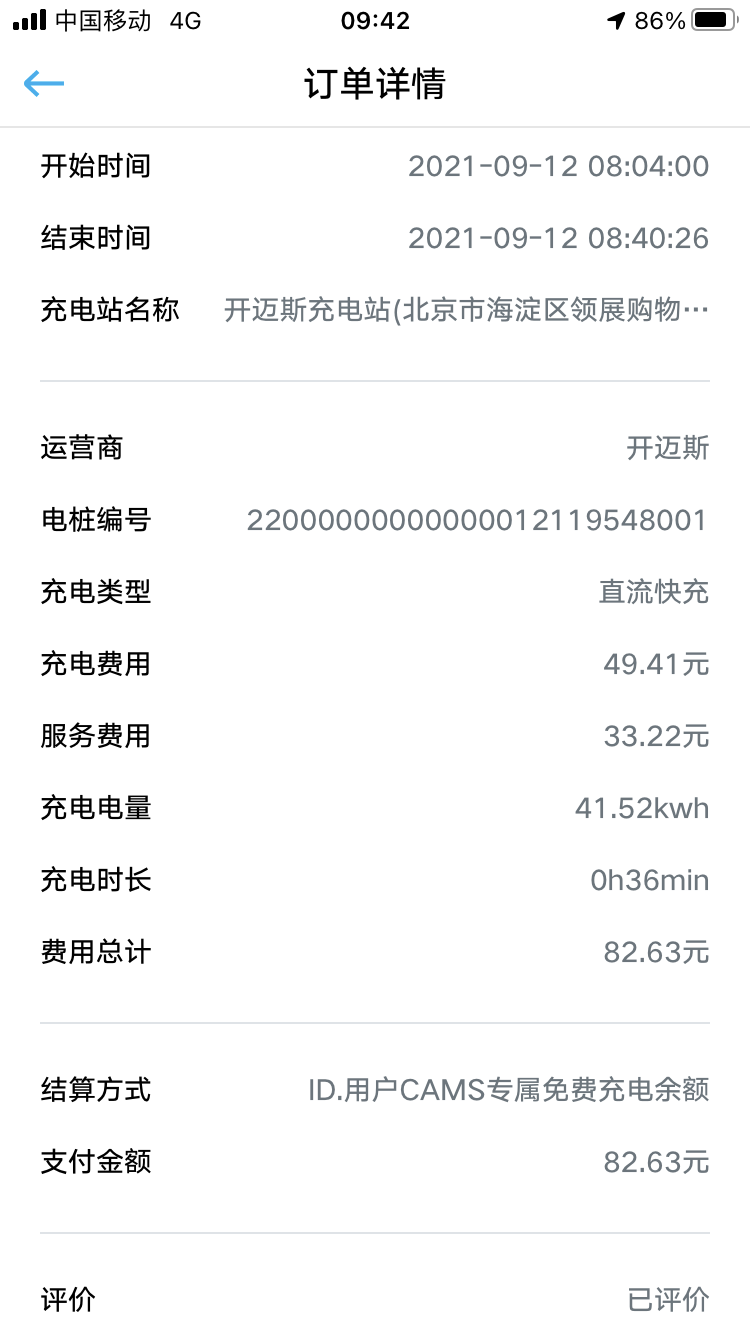 中国移动 4G 09:42 86%
订单详情
开始时间 2021-09-12 08:04:00
结束时间 2021-09-12 08:40:26
充电站名称 开迈斯充电站(北京市海淀区领展购物…
运营商 开迈斯
电桩编号 2200000000000012119548001
充电类型 直流快充
充电费用 49.41元
服务费用 33.22元
充电电量 41.52kwh
充电时长 0h36min
费用总计 82.63元
结算方式 ID.用户CAMS专属免费充电余额
支付金额 82.63元
评价 已评价